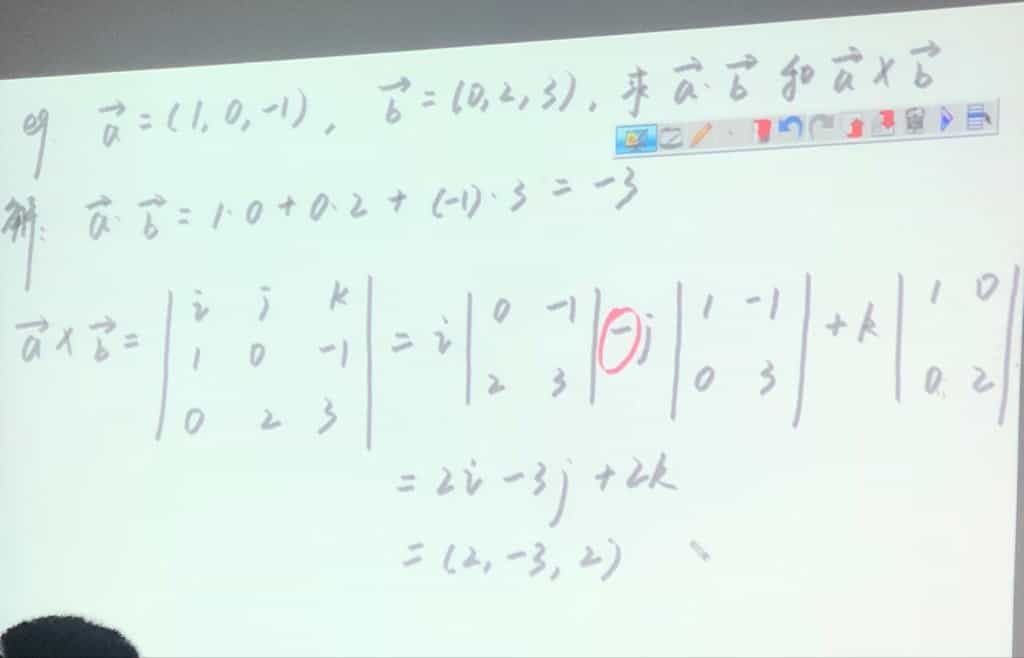 eg $\vec{a} = (1, 0, -1)$, $\vec{b} = (0, 2, 3)$, 求 $\vec{a} \cdot \vec{b}$ 和 $\vec{a} \times \vec{b}$
解: $\vec{a} \cdot \vec{b} = 1 \cdot 0 + 0 \cdot 2 + (-1) \cdot 3 = -3$
$\vec{a} \times \vec{b} = \begin{vmatrix} i & j & k \\ 1 & 0 & -1 \\ 0 & 2 & 3 \end{vmatrix} = i \begin{vmatrix} 0 & -1 \\ 2 & 3 \end{vmatrix} - j \begin{vmatrix} 1 & -1 \\ 0 & 3 \end{vmatrix} + k \begin{vmatrix} 1 & 0 \\ 0 & 2 \end{vmatrix}$
$= 2i - 3j + 2k$
$= (2, -3, 2)$